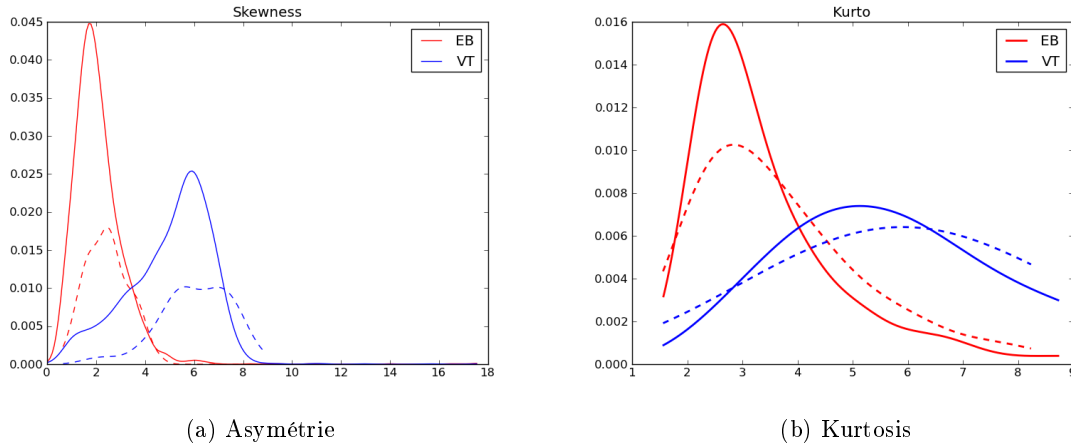 Skewness
0.045
0.040
0.035
0.030
0.025
0.020
0.015
0.010
0.005
0.000
0 2 4 6 8 10 12 14 16 18
EB
VT
(a) Asymétrie
Kurto
0.016
0.014
0.012
0.010
0.008
0.006
0.004
0.002
0.000
1 2 3 4 5 6 7 8 9
EB
VT
(b) Kurtosis